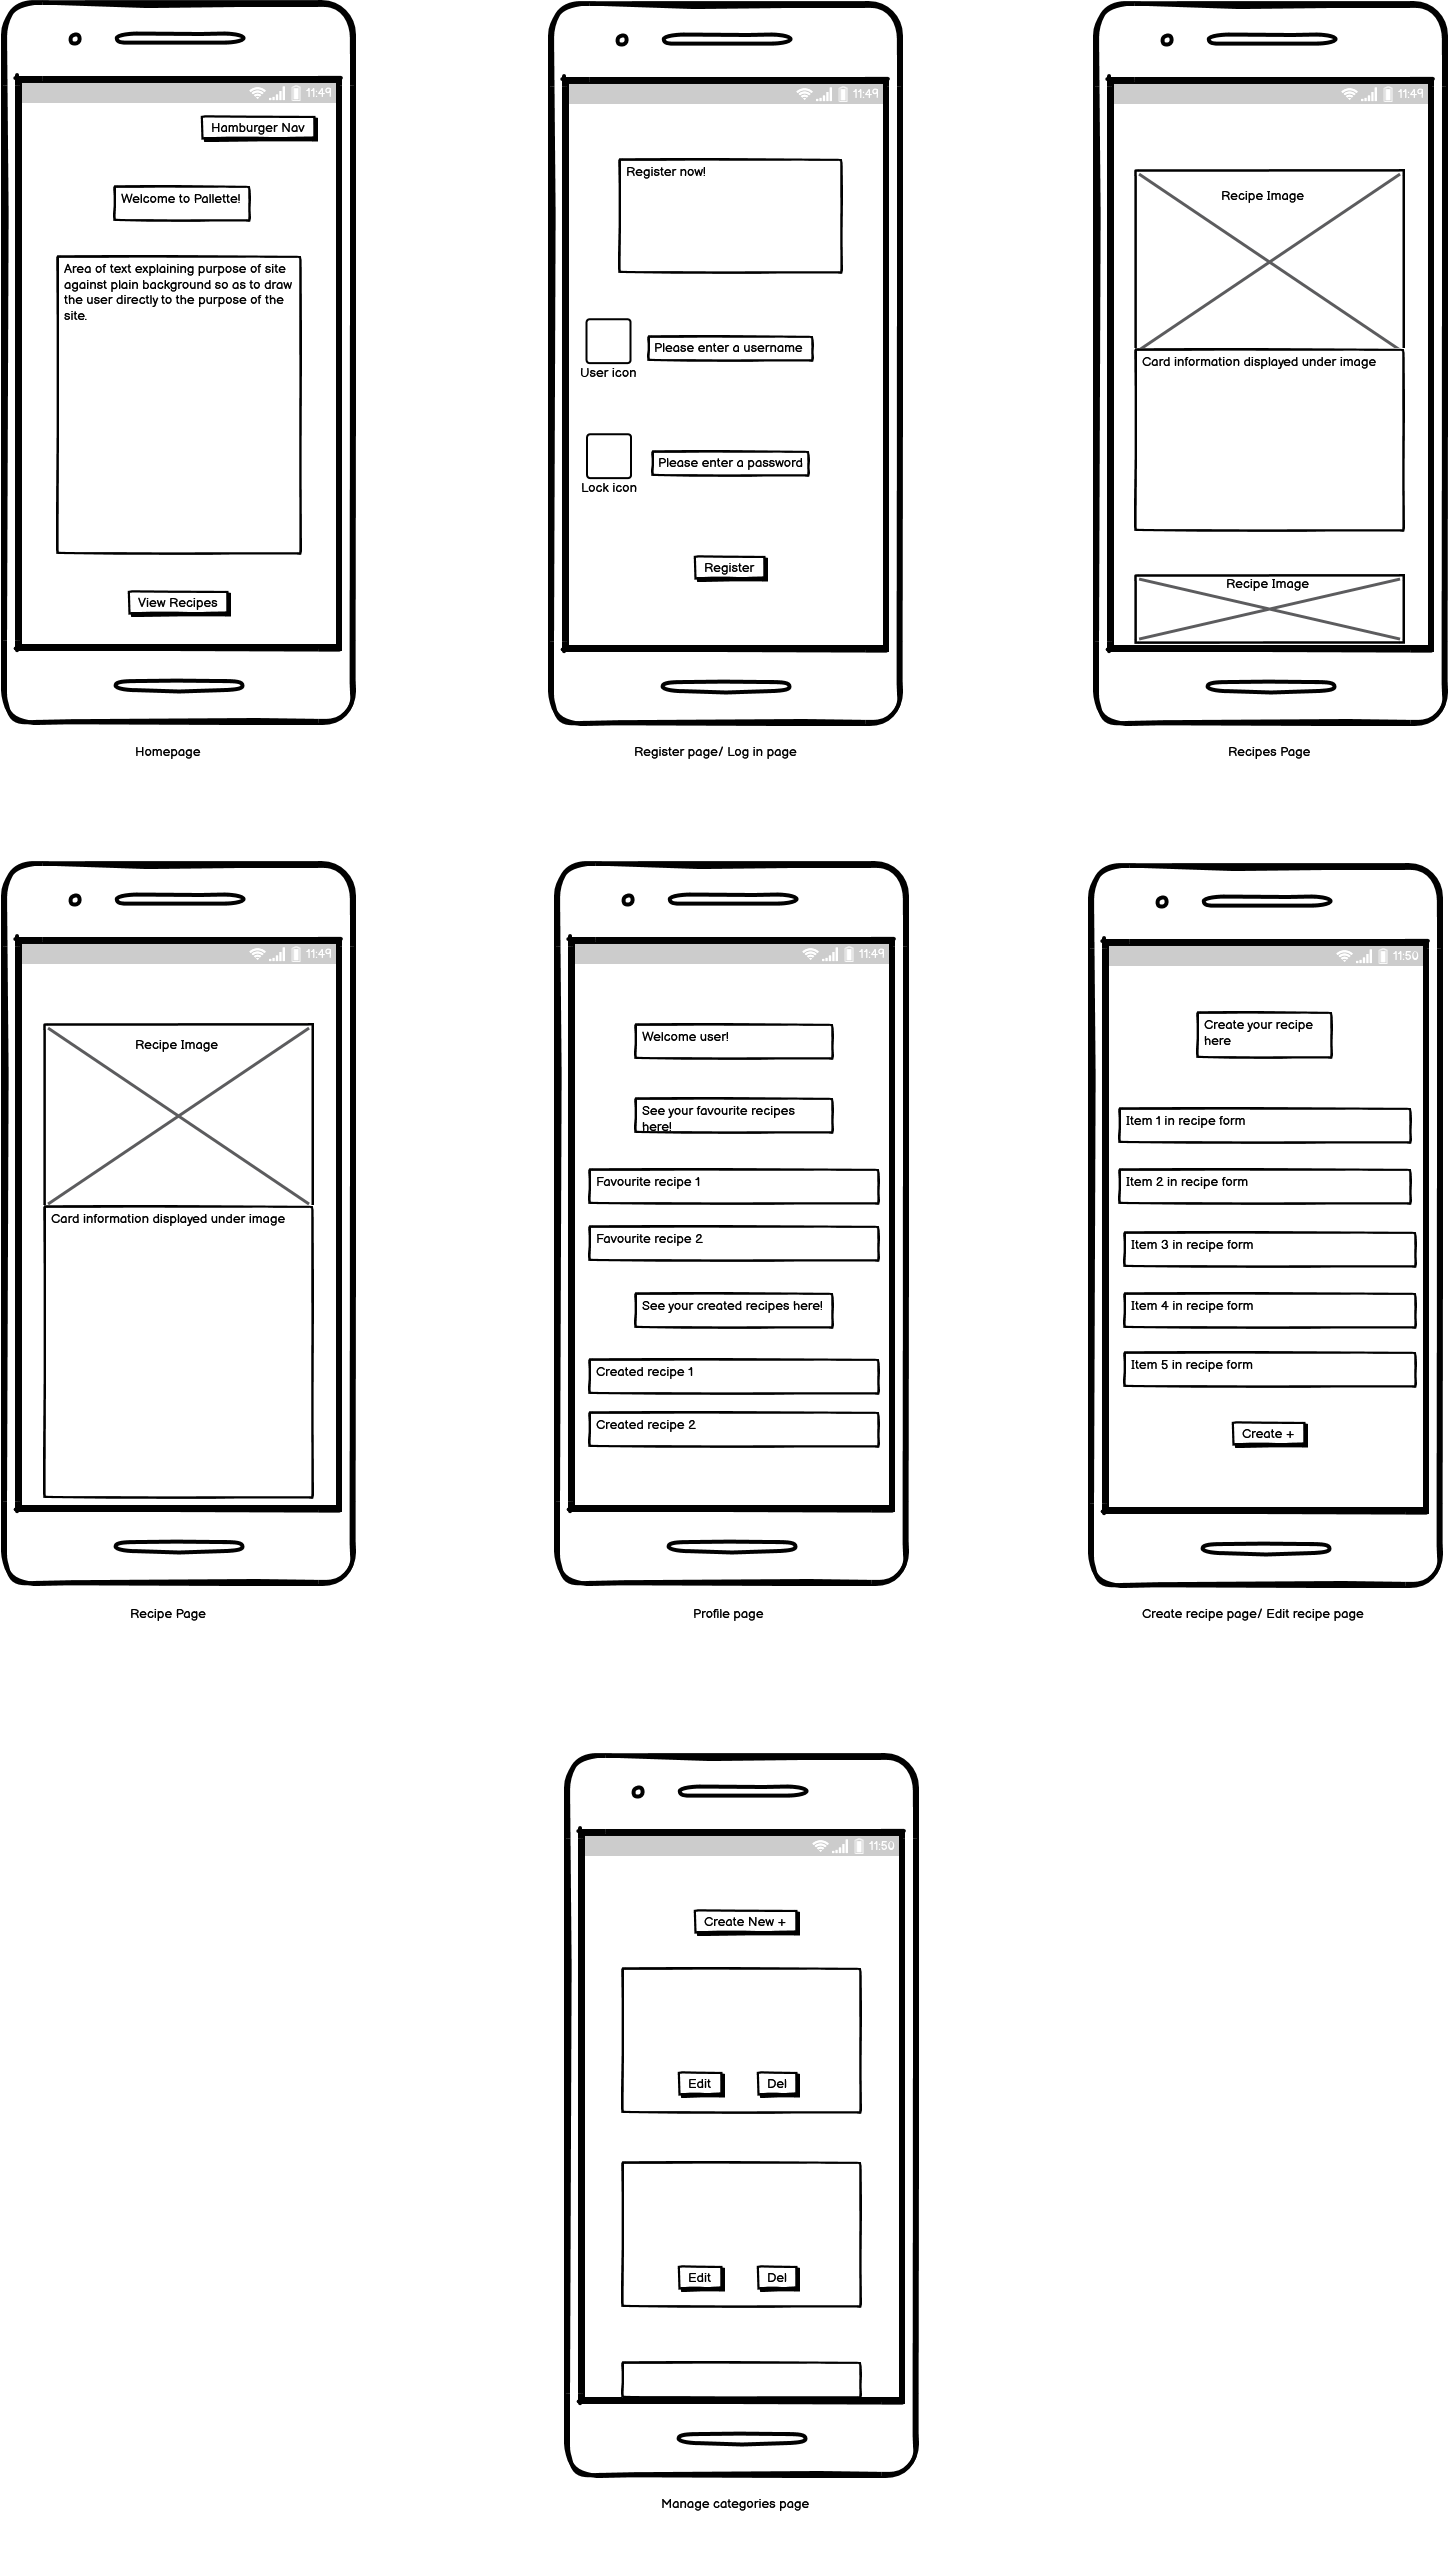 11:49
Hamburger Nav
Welcome to Pallette!
Area of text explaining purpose of site
against plain background so as to draw
the user directly to the purpose of the
site.
View Recipes
Homepage
11:49
Register now!
Please enter a username
User icon
Please enter a password
Lock icon
Register
Register page/ Log in page
11:49
Recipe Image
Card information displayed under image
Recipe Image
Recipes Page
11:49
Recipe Image
Card information displayed under image
Recipe Page
11:49
Welcome user!
See your favourite recipes
here!
Favourite recipe 1
Favourite recipe 2
See your created recipes here!
Created recipe 1
Created recipe 2
Profile page
11:50
Create your recipe
here
Item 1 in recipe form
Item 2 in recipe form
Item 3 in recipe form
Item 4 in recipe form
Item 5 in recipe form
Create +
Create recipe page/ Edit recipe page
11:50
Create New +
Edit Del
Edit Del
Manage categories page